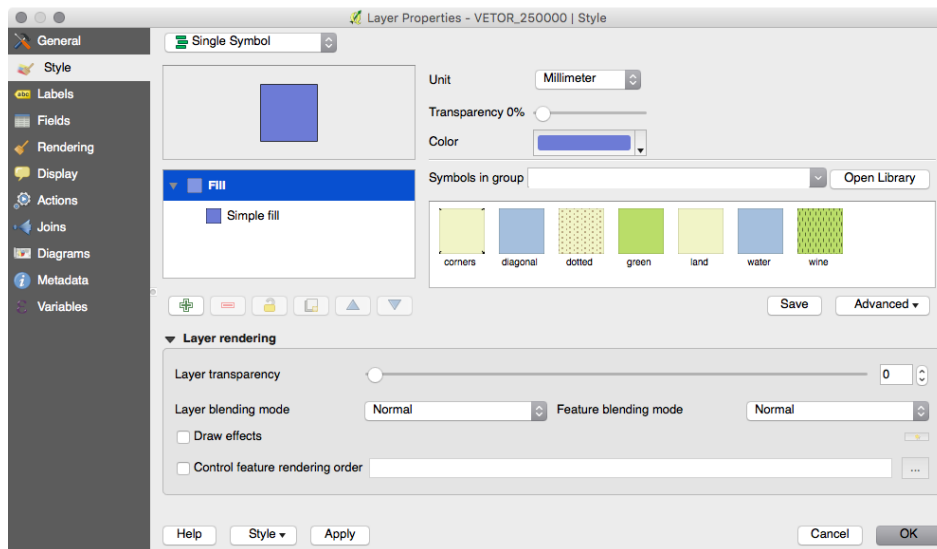 Layer Properties - VETOR_250000 | Style
General
Style
Labels
Fields
Rendering
Display
Actions
Joins
Diagrams
Metadata
Variables
Single Symbol
Unit Millimeter
Transparency 0%
Color
Fill
Simple fill
Symbols in group Open Library
corners diagonal dotted green land water wine
Save Advanced
Layer rendering
Layer transparency 0
Layer blending mode Normal Feature blending mode Normal
Draw effects
Control feature rendering order ...
Help Style Apply Cancel OK